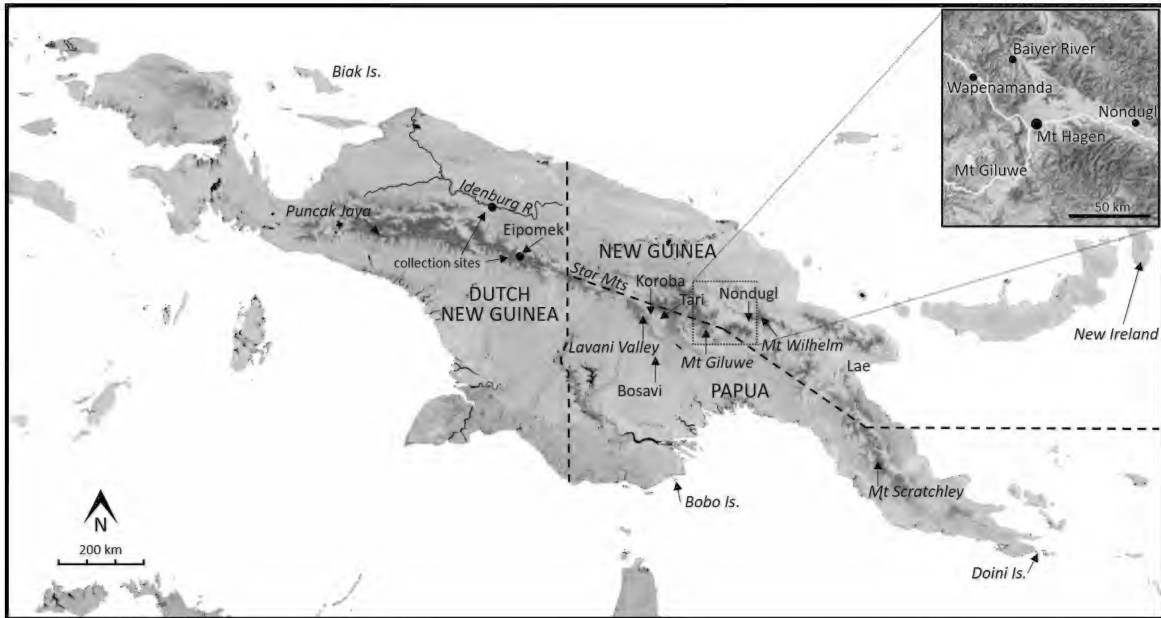 Biak Is.
Baiyer River
Wapenamanda
Nondugl
Mt Hagen
Mt Giluwe
50 km
Idenburg R.
Puncak Jaya
Eipomek
collection sites
NEW GUINEA
Star Mts
Koroba
Tari
Nondugl
DUTCH
NEW GUINEA
New Ireland
Mt Wilhelm
Lavani Valley
Mt Giluwe
Lae
Bosavi
PAPUA
Mt Scratchley
Bobo Is.
N
200 km
Doini Is.